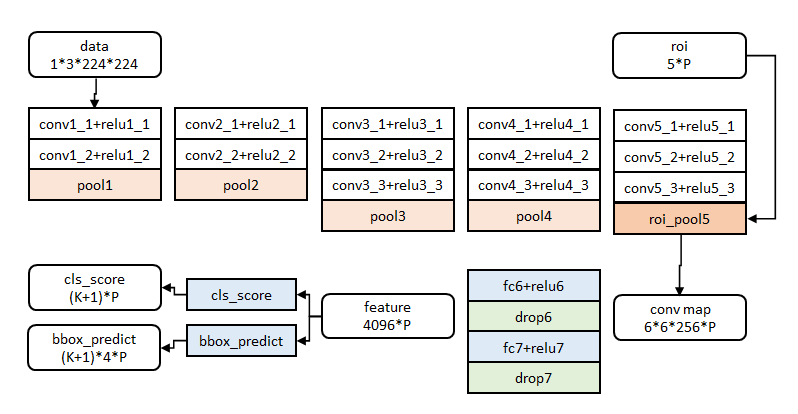 data
1*3*224*224
roi
5*P
conv1_1+relu1_1
conv1_2+relu1_2
pool1
conv2_1+relu2_1
conv2_2+relu2_2
pool2
conv3_1+relu3_1
conv3_2+relu3_2
conv3_3+relu3_3
pool3
conv4_1+relu4_1
conv4_2+relu4_2
conv4_3+relu4_3
pool4
conv5_1+relu5_1
conv5_2+relu5_2
conv5_3+relu5_3
roi_pool5
cls_score
(K+1)*P
bbox_predict
(K+1)*4*P
cls_score
bbox_predict
feature
4096*P
fc6+relu6
drop6
fc7+relu7
drop7
conv map
6*6*256*P